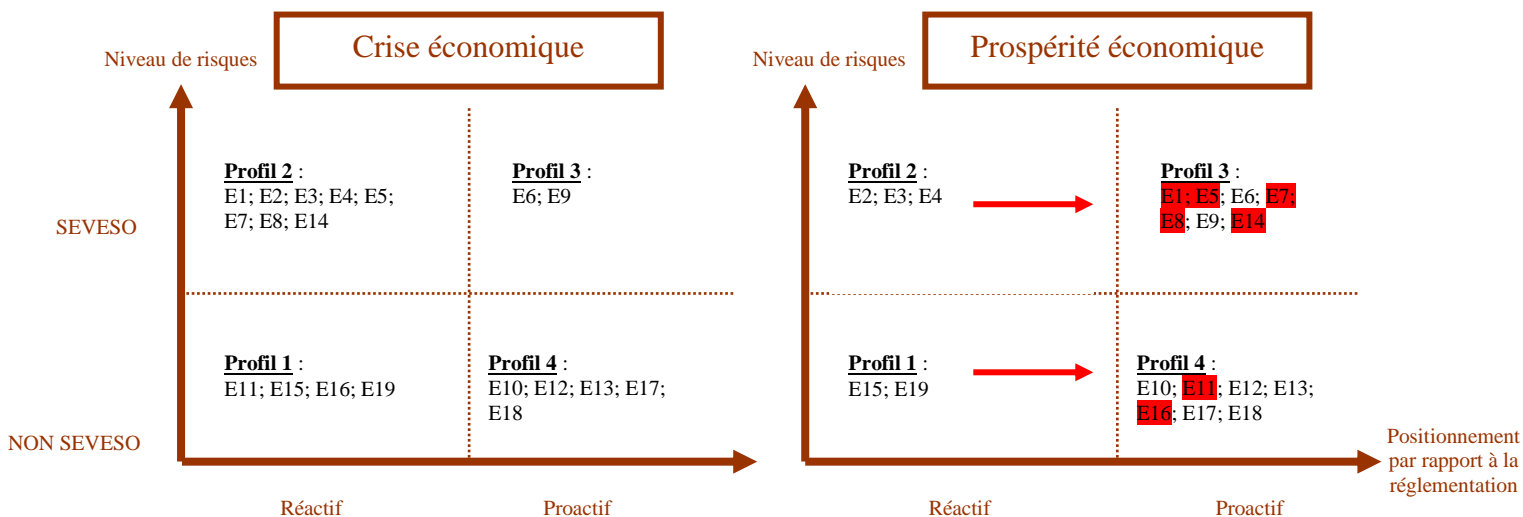 Crise économique
Niveau de risques
Profil 2 :
E1; E2; E3; E4; E5;
E7; E8; E14
Profil 3 :
E6; E9
SEVESO
Profil 1 :
E11; E15; E16; E19
Profil 4 :
E10; E12; E13; E17;
E18
NON SEVESO
Réactif
Proactif
Prospérité économique
Niveau de risques
Profil 2 :
E2; E3; E4
Profil 3 :
E1; E5; E6; E7;
E8; E9; E14
Profil 1 :
E15; E19
Profil 4 :
E10; E11; E12; E13;
E16; E17; E18
Positionnement
par rapport à la
réglementation
Réactif
Proactif